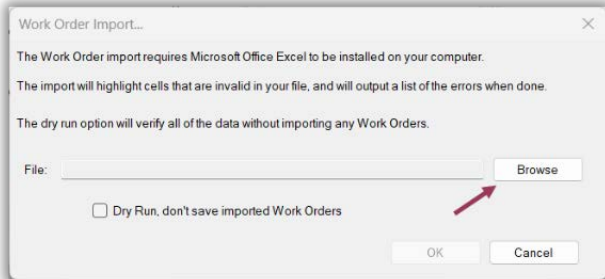 Work Order Import...
The Work Order import requires Microsoft Office Excel to be installed on your computer.
The import will highlight cells that are invalid in your file, and will output a list of the errors when done.
The dry run option will verify all of the data without importing any Work Orders.
File: Browse
Dry Run, don't save imported Work Orders
OK Cancel